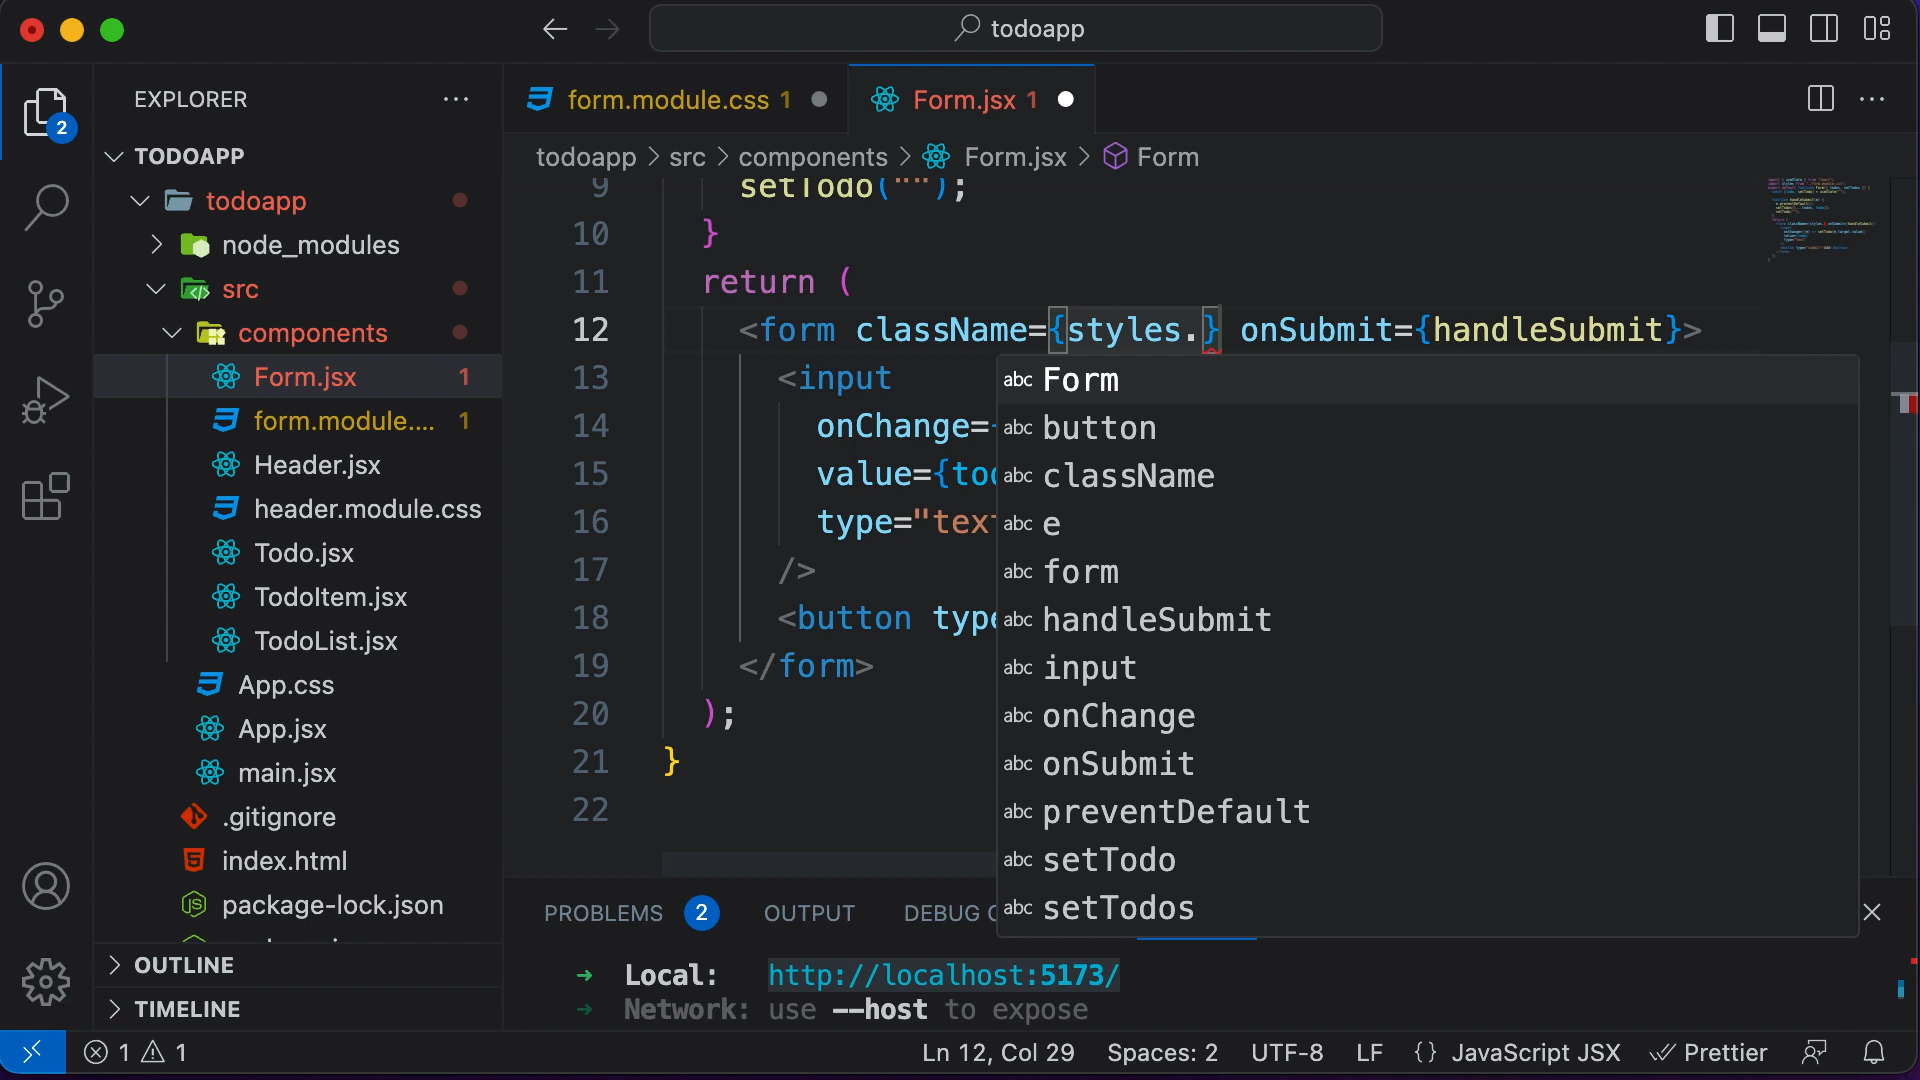 todoapp
EXPLORER
2
TODOAPP
todoapp
node_modules
src
components
Form.jsx 1
form.module.... 1
Header.jsx
header.module.css
Todo.jsx
TodoItem.jsx
TodoList.jsx
App.css
App.jsx
main.jsx
.gitignore
index.html
package-lock.json
OUTLINE
TIMELINE
form.module.css 1
Form.jsx 1
todoapp > src > components > Form.jsx > Form
9 setTodo("");
10 }
11 return (
12 <form className={styles.} onSubmit={handleSubmit}>
13 <input
14 onChange=
15 value={to
16 type="tex
17 />
18 <button type
19 </form>
20 );
21 }
22
abc Form
abc button
abc className
abc e
abc form
abc handleSubmit
abc input
abc onChange
abc onSubmit
abc preventDefault
abc setTodo
abc setTodos
PROBLEMS 2 OUTPUT DEBUG
➜ Local: http://localhost:5173/
➜ Network: use --host to expose
1 1
Ln 12, Col 29 Spaces: 2 UTF-8 LF {} JavaScript JSX Prettier